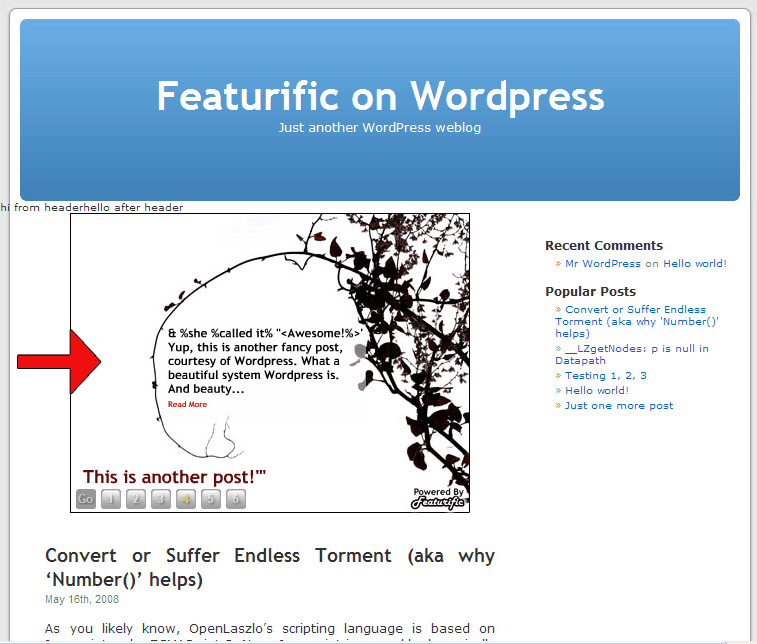 Featurific on Wordpress
Just another WordPress weblog
hi from headerhello after header
& %she %called it% "<Awesome!%>'
Yup, this is another fancy post,
courtesy of Wordpress. What a
beautiful system Wordpress is.
And beauty...
Read More
This is another post!'"
Go 1 2 3 4 5 6
Powered By
Featurific
Recent Comments
» Mr WordPress on Hello world!
Popular Posts
» Convert or Suffer Endless
Torment (aka why 'Number()'
helps)
» __LZgetNodes: p is null in
Datapath
» Testing 1, 2, 3
» Hello world!
» Just one more post
Convert or Suffer Endless Torment (aka why
‘Number()’ helps)
May 16th, 2008
As you likely know, OpenLaszlo’s scripting language is based on